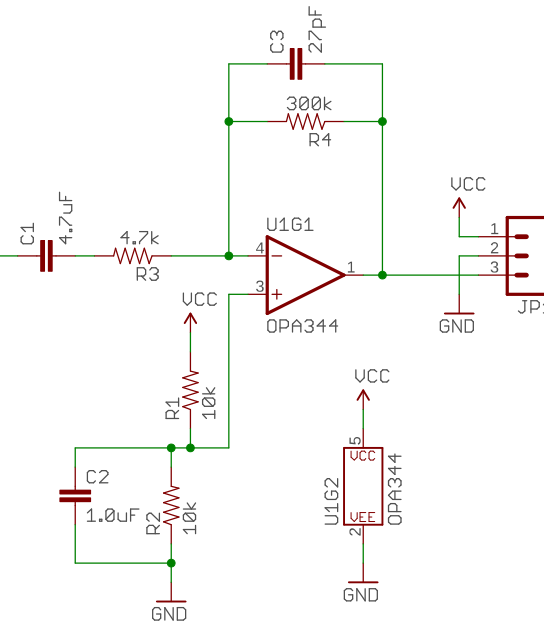 C3
27pF
300k
R4
VCC
C1
4.7uF
U1G1
4.7k
R3
4
1
1
2
3
3
VCC
OPA344
GND
JP
VCC
R1
10k
5
VCC
C2
1.0uF
R2
10k
U1G2
OPA344
VEE
2
GND
GND